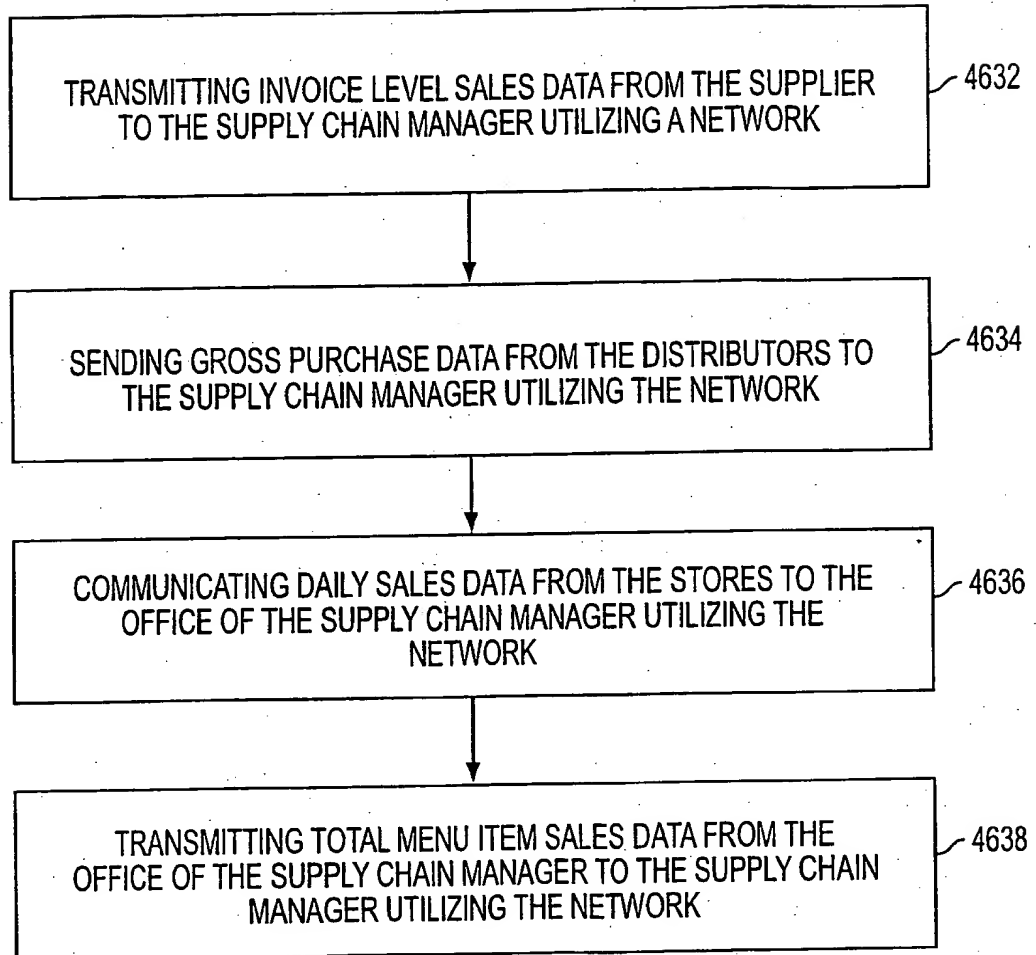 TRANSMITTING INVOICE LEVEL SALES DATA FROM THE SUPPLIER
TO THE SUPPLY CHAIN MANAGER UTILIZING A NETWORK
4632
SENDING GROSS PURCHASE DATA FROM THE DISTRIBUTORS TO
THE SUPPLY CHAIN MANAGER UTILIZING THE NETWORK
4634
COMMUNICATING DAILY SALES DATA FROM THE STORES TO THE
OFFICE OF THE SUPPLY CHAIN MANAGER UTILIZING THE
NETWORK
4636
TRANSMITTING TOTAL MENU ITEM SALES DATA FROM THE
OFFICE OF THE SUPPLY CHAIN MANAGER TO THE SUPPLY CHAIN
MANAGER UTILIZING THE NETWORK
4638